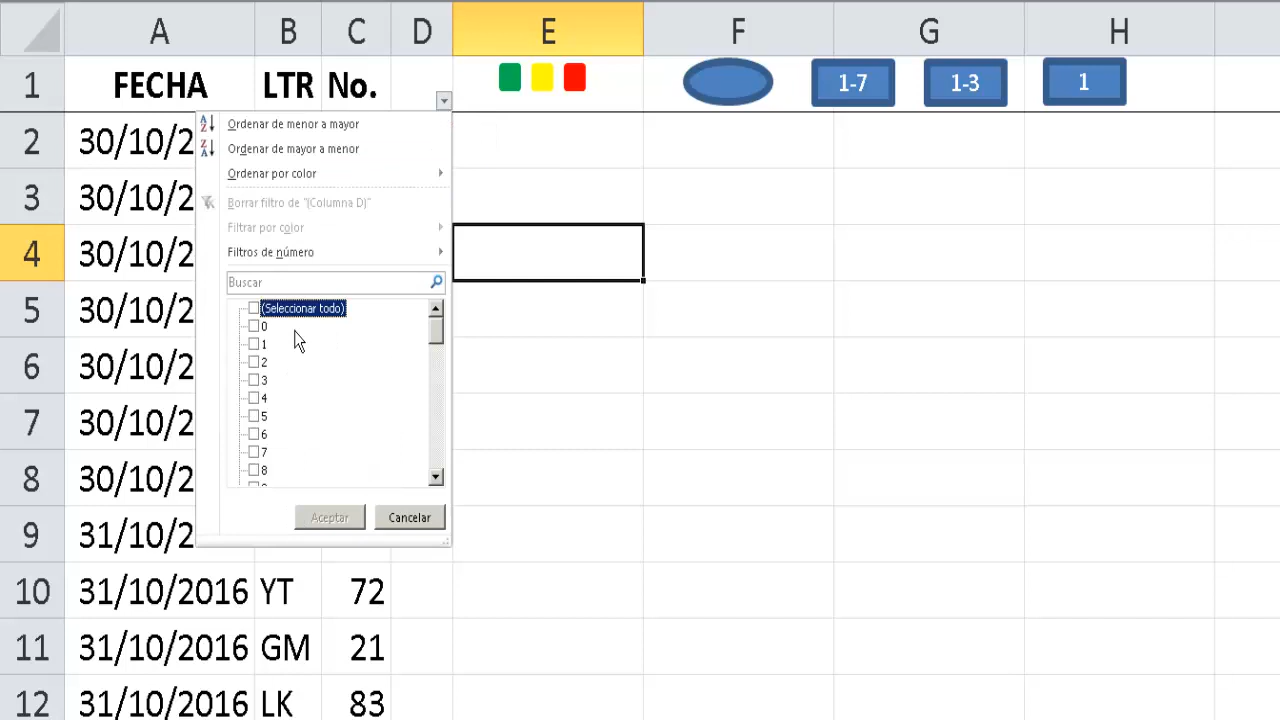 A B C D E F G H
1 FECHA LTR No. 1-7 1-3 1
2 30/10/2
3 30/10/2
4 30/10/2
5 30/10/2
6 30/10/2
7 30/10/2
8 30/10/2
9 31/10/2
10 31/10/2016 YT 72
11 31/10/2016 GM 21
12 31/10/2016 LK 83
Ordenar de menor a mayor
Ordenar de mayor a menor
Ordenar por color
Borrar filtro de "(Columna D)"
Filtrar por color
Filtros de número
Buscar
(Seleccionar todo)
0
1
2
3
4
5
6
7
8
Aceptar Cancelar